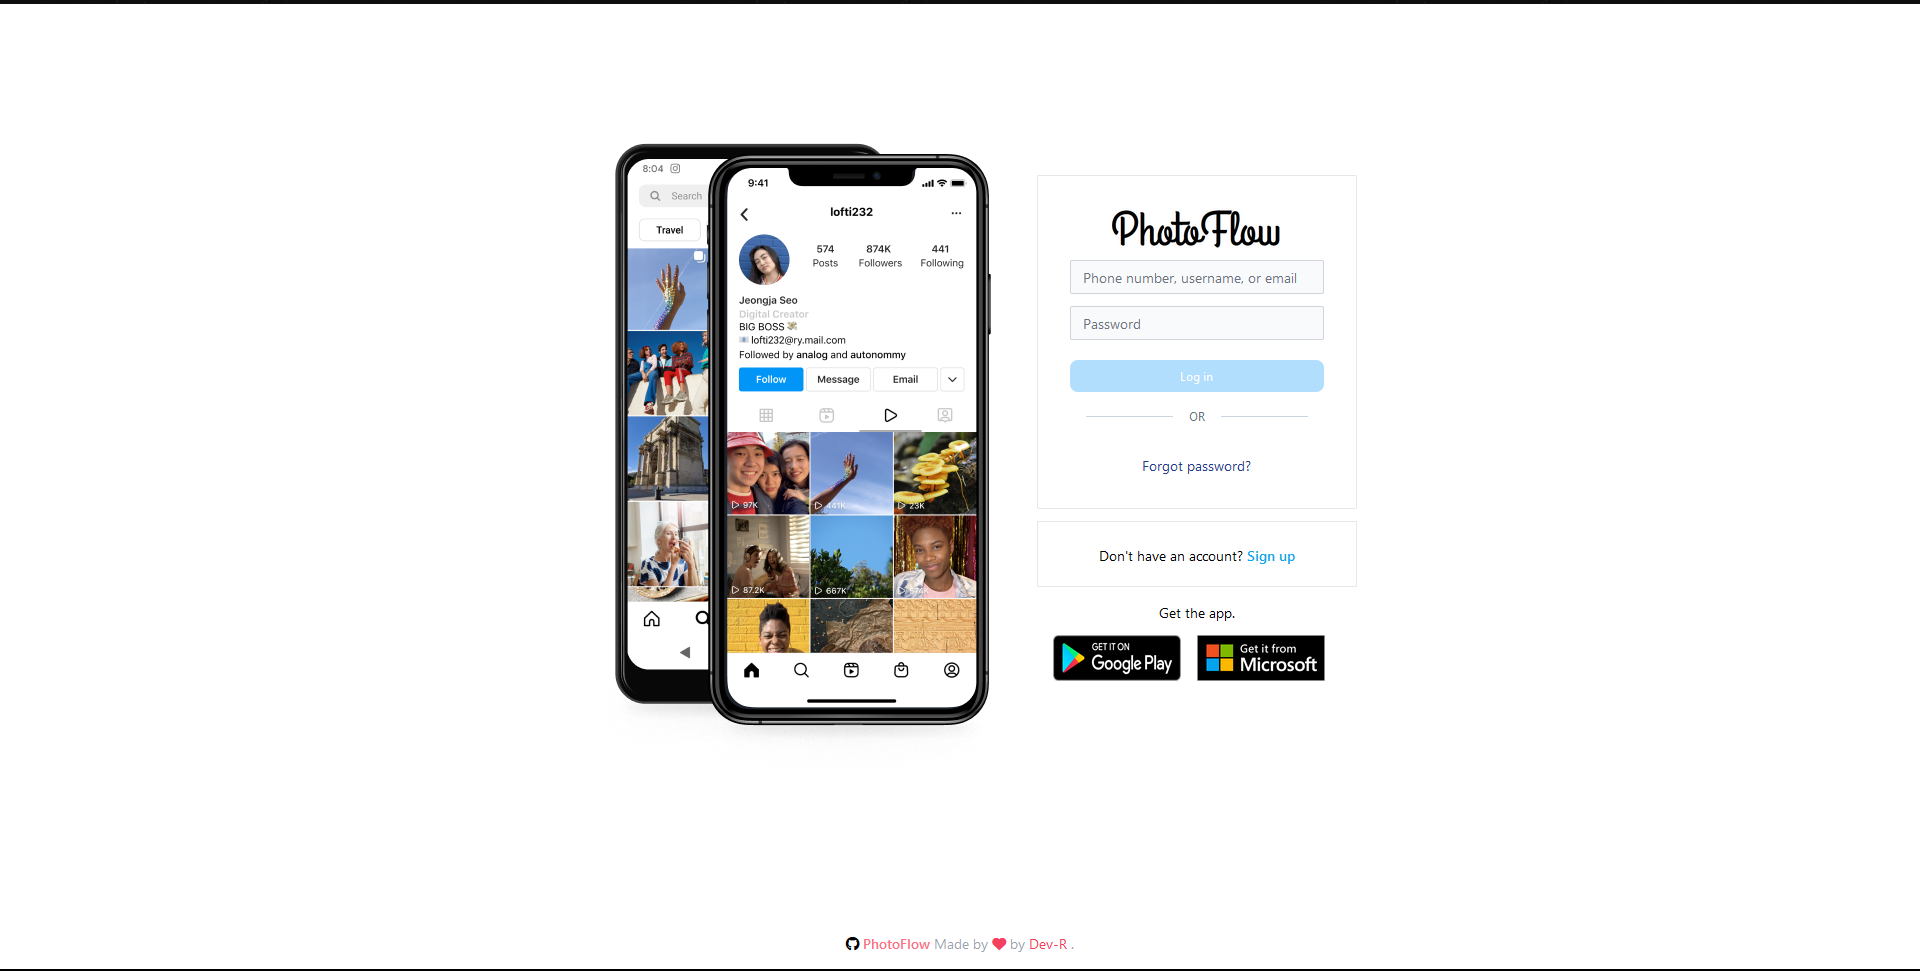 8:04
Search
Travel
9:41
lofti232
574 874K 441
Posts Followers Following
Jeongja Seo
Digital Creator
BIG BOSS
lofti232@ry.mail.com
Followed by analog and autonommy
Follow Message Email
97K 441K 23K
87.2K 667K
PhotoFlow
Phone number, username, or email
Password
Log in
OR
Forgot password?
Don't have an account? Sign up
Get the app.
GET IT ON
Google Play
Get it from
Microsoft
PhotoFlow Made by ❤ by Dev-R .